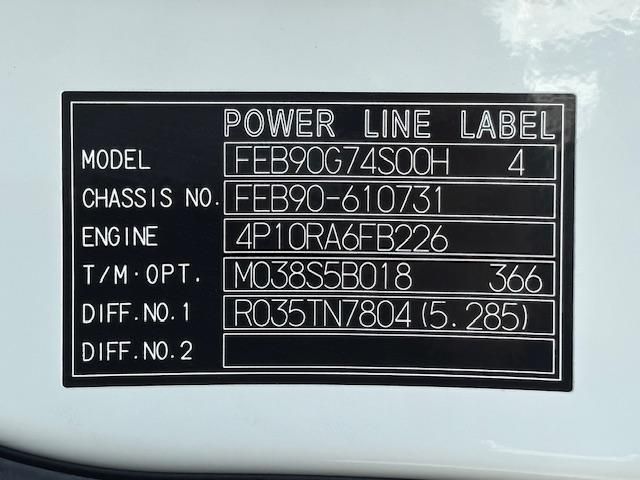 POWER LINE LABEL
MODEL FEB90G74S00H 4
CHASSIS NO. FEB90-610731
ENGINE 4P10RA6FB226
T/M·OPT. M038S5B018 366
DIFF.NO.1 R035TN7804(5.285)
DIFF.NO.2